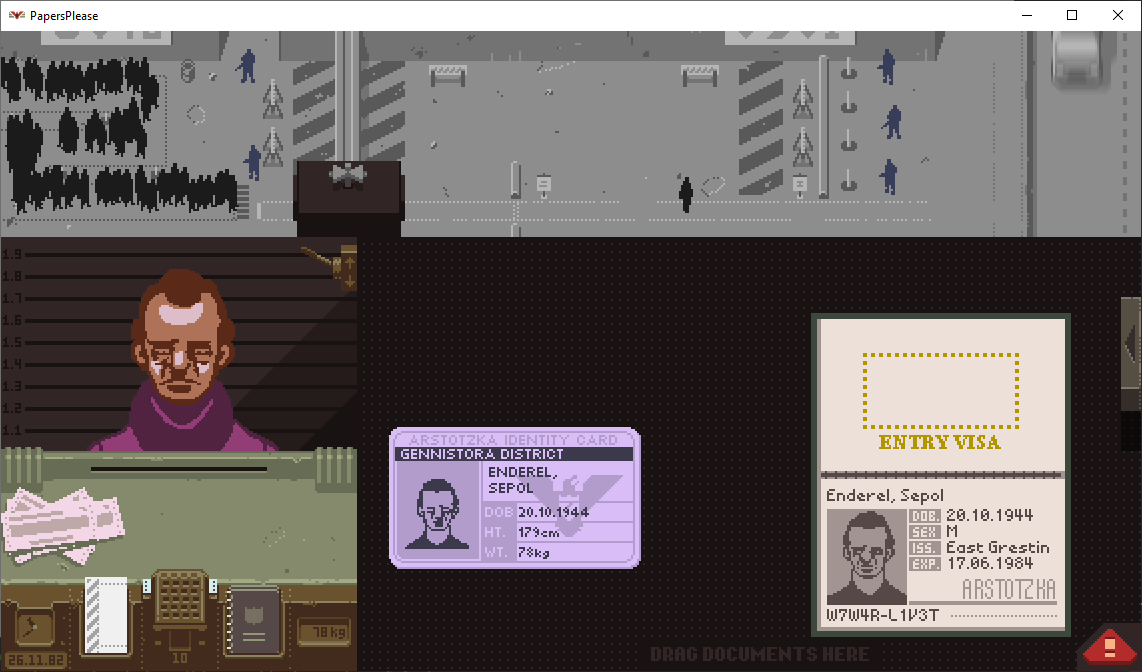 PapersPlease
1.9
1.8
1.7
1.6
1.5
1.4
1.3
1.2
1.1
ARSTOTZKA IDENTITY CARD
GENNISTORA DISTRICT
ENDEREL,
SEPOL
DOB 20.10.1944
HT. 179cm
WT. 78kg
ENTRY VISA
Enderel, Sepol
DOB. 20.10.1944
SEX M
ISS. East Grestin
EXP. 17.06.1984
ARSTOTZKA
W7W4R-L1V3T
78kg
26.11.82
10
DRAG DOCUMENTS HERE